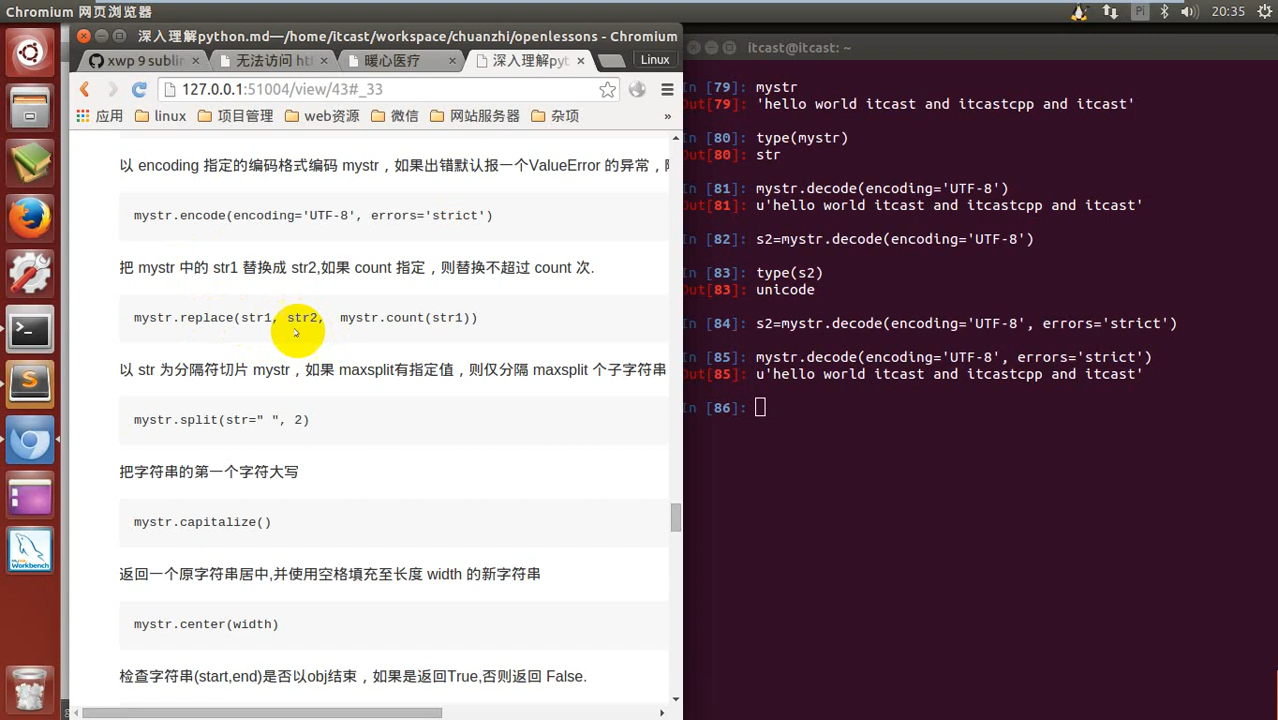 Chromium 网页浏览器
Pi
20:35
深入理解python.md—/home/itcast/workspace/chuanzhi/openlessons - Chromium
xwp 9 sublin
无法访问 htt
暖心医疗
深入理解pyt
Linux
127.0.0.1:51004/view/43#_33
应用
linux
项目管理
web资源
微信
网站服务器
杂项
»
以 encoding 指定的编码格式编码 mystr，如果出错默认报一个ValueError 的异常，
mystr.encode(encoding='UTF-8', errors='strict')
把 mystr 中的 str1 替换成 str2,如果 count 指定，则替换不超过 count 次.
mystr.replace(str1, str2,  mystr.count(str1))
以 str 为分隔符切片 mystr，如果 maxsplit有指定值，则仅分隔 maxsplit 个子字符串
mystr.split(str=" ", 2)
把字符串的第一个字符大写
mystr.capitalize()
返回一个原字符串居中,并使用空格填充至长度 width 的新字符串
mystr.center(width)
检查字符串(start,end)是否以obj结束，如果是返回True,否则返回 False.
MySQL
Workbench
itcast@itcast: ~
In [79]: mystr
Out[79]: 'hello world itcast and itcastcpp and itcast'
In [80]: type(mystr)
Out[80]: str
In [81]: mystr.decode(encoding='UTF-8')
Out[81]: u'hello world itcast and itcastcpp and itcast'
In [82]: s2=mystr.decode(encoding='UTF-8')
In [83]: type(s2)
Out[83]: unicode
In [84]: s2=mystr.decode(encoding='UTF-8', errors='strict')
In [85]: mystr.decode(encoding='UTF-8', errors='strict')
Out[85]: u'hello world itcast and itcastcpp and itcast'
In [86]: